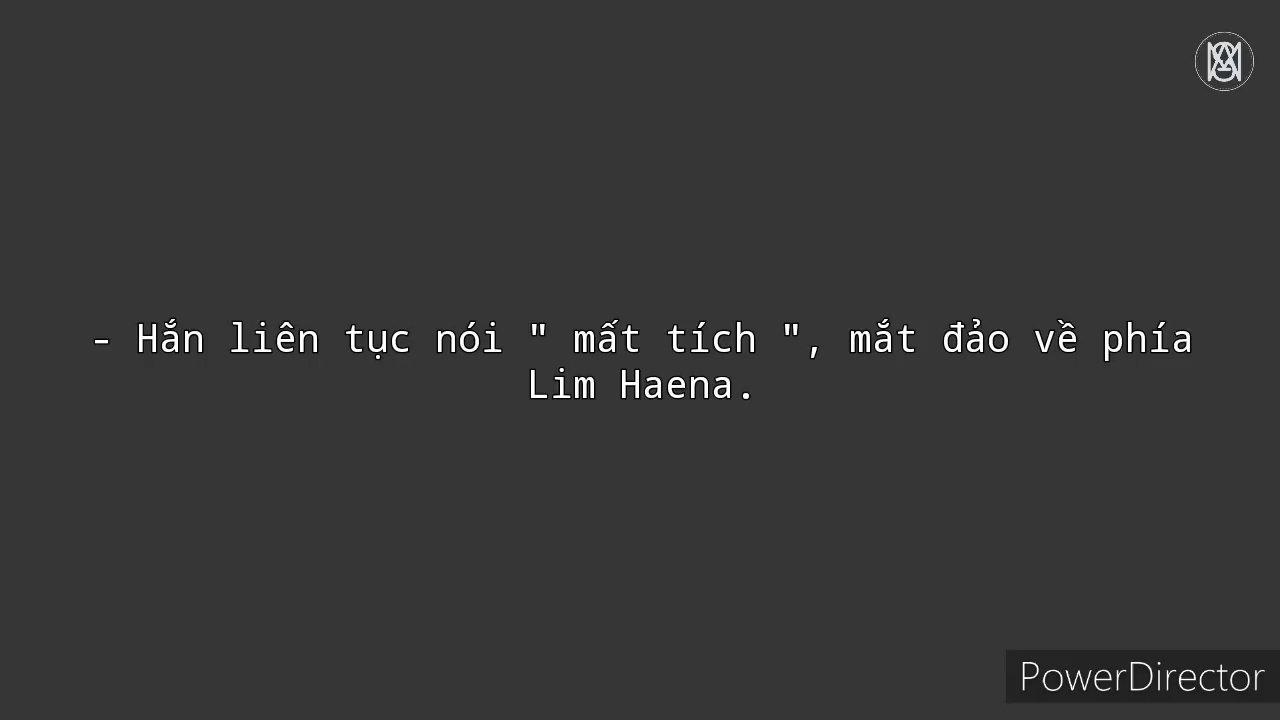 - Hắn liên tục nói " mất tích ", mắt đảo về phía
Lim Haena.
PowerDirector